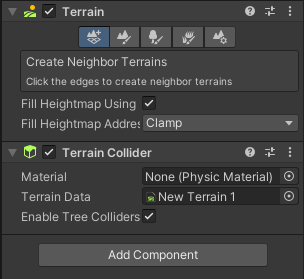 Terrain
Create Neighbor Terrains
Click the edges to create neighbor terrains
Fill Heightmap Using
Fill Heightmap Addres Clamp
Terrain Collider
Material None (Physic Material)
Terrain Data New Terrain 1
Enable Tree Colliders
Add Component